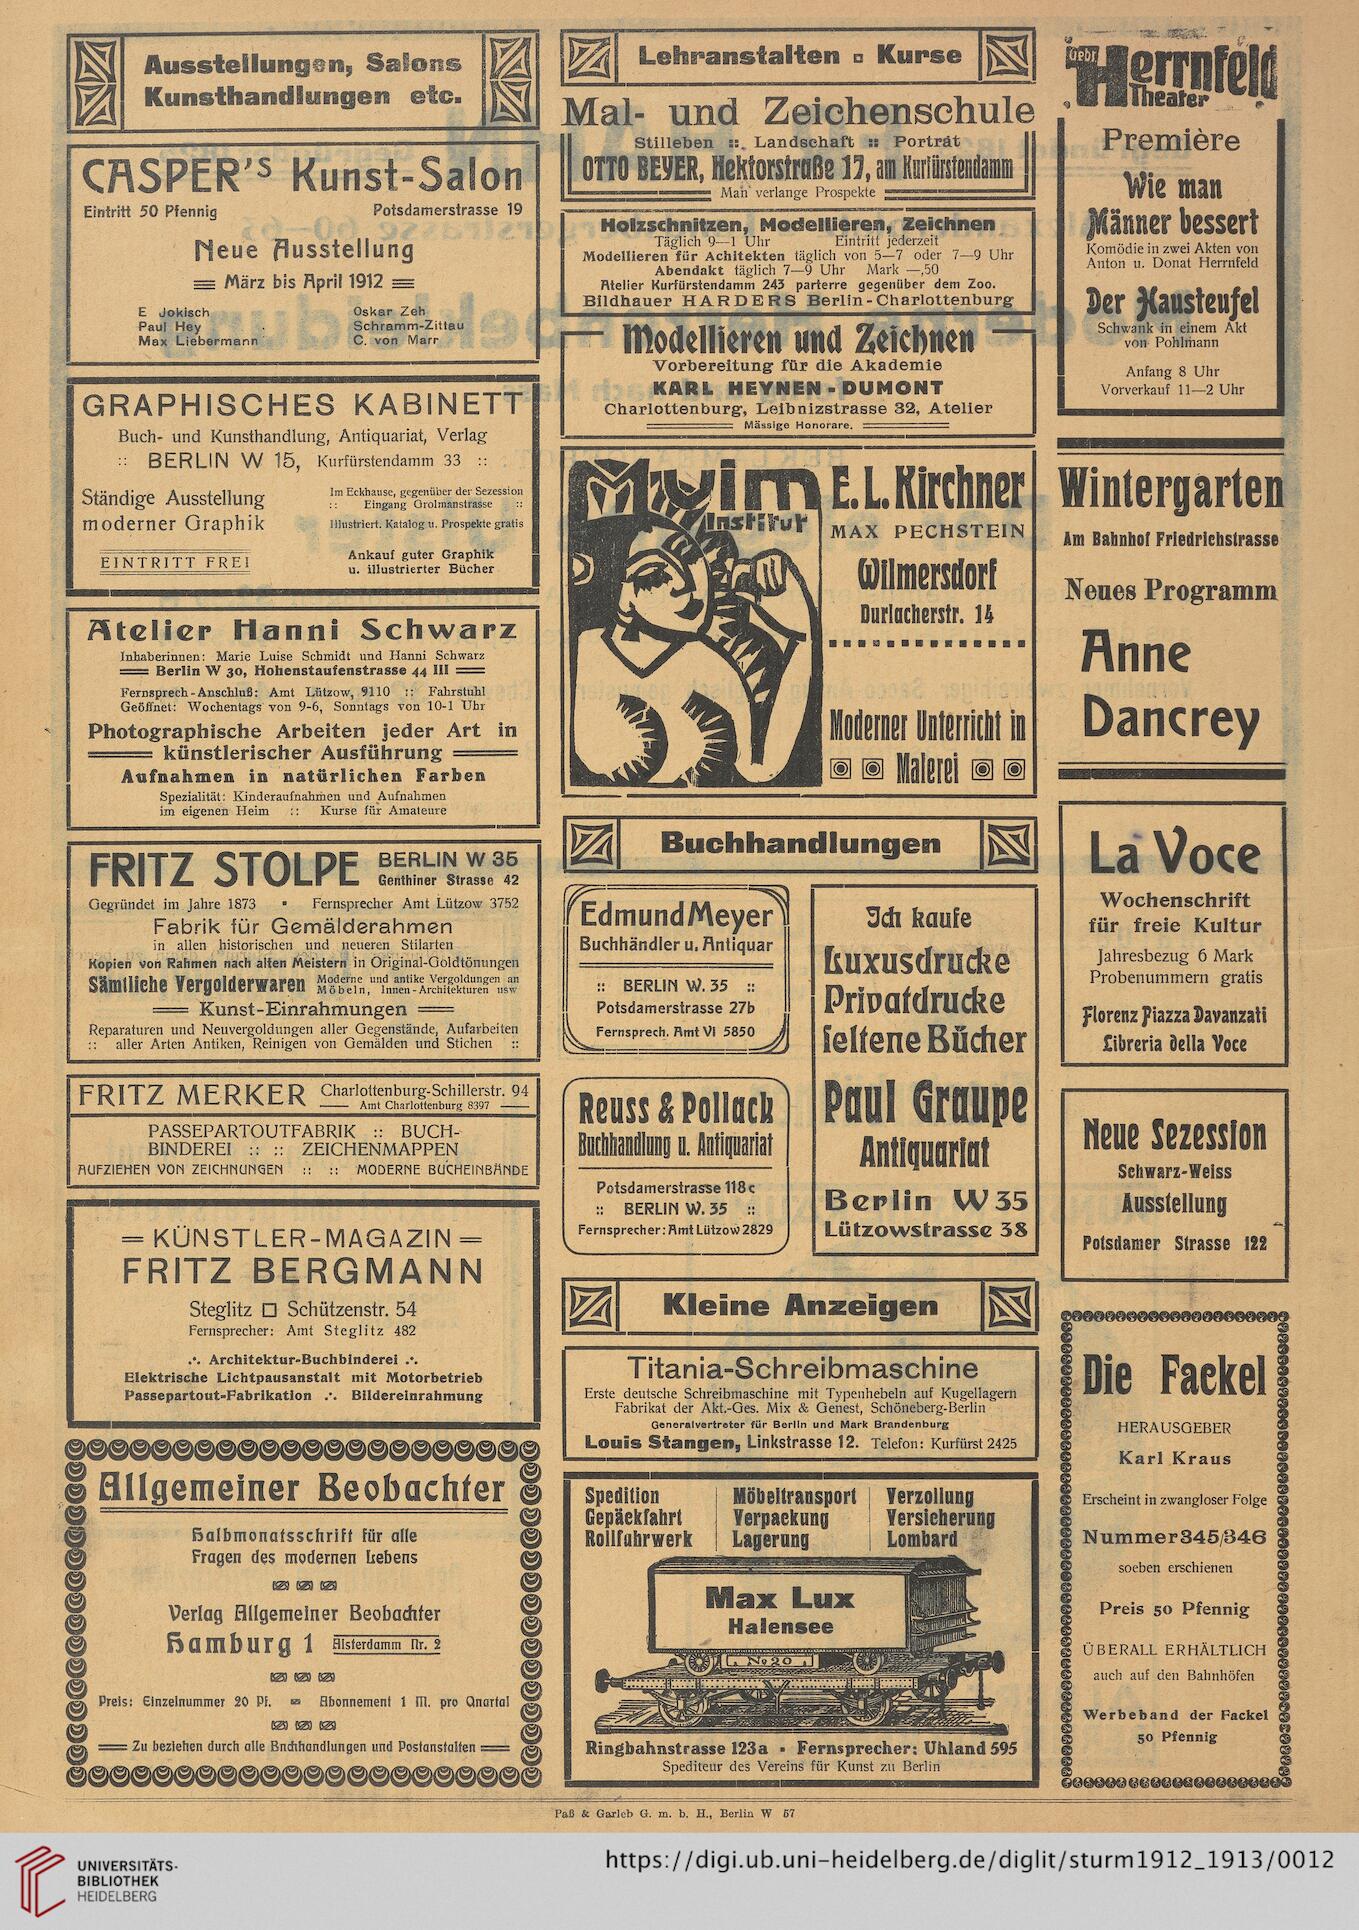 Ausstellungen, Salons
Kunsthandlungen etc.
CASPER's Kunst-Salon
Eintritt 50 Pfennig Potsdamerstrasse 19
Neue Ausstellung
März bis April 1912
E Jokisch Oskar Zeh
Paul Hey Schramm-Zittau
Max Liebermann C. von Marr
GRAPHISCHES KABINETT
Buch- und Kunsthandlung, Antiquariat, Verlag
:: BERLIN W 15, Kurfürstendamm 33 ::
Ständige Ausstellung
moderner Graphik
EINTRITT FREI
Im Eckhause, gegenüber der Sezession
:: Eingang Grolmanstrasse ::
Illustriert. Katalog u. Prospekte gratis
Ankauf guter Graphik
u. illustrierter Bücher
Atelier Hanni Schwarz
Inhaberinnen: Marie Luise Schmidt und Hanni Schwarz
Berlin W 30, Hohenstaufenstrasse 44 III
Fernsprech-Anschluß: Amt Lützow, 9110 :: Fahrstuhl
Geöffnet: Wochentags von 9-6, Sonntags von 10-1 Uhr
Photographische Arbeiten jeder Art in
künstlerischer Ausführung
Aufnahmen in natürlichen Farben
Spezialität: Kinderaufnahmen und Aufnahmen
im eigenen Heim :: Kurse für Amateure
FRITZ STOLPE BERLIN W 35
Genthiner Strasse 42
Gegründet im Jahre 1873 ▪ Fernsprecher Amt Lützow 3752
Fabrik für Gemälderahmen
in allen historischen und neueren Stilarten
Kopien von Rahmen nach alten Meistern in Original-Goldtönungen
Sämtliche Vergolderwaren Moderne und antike Vergoldungen an
Möbeln, Innen-Architekturen usw
Kunst-Einrahmungen
Reparaturen und Neuvergoldungen aller Gegenstände, Aufarbeiten
:: aller Arten Antiken, Reinigen von Gemälden und Stichen ::
FRITZ MERKER Charlottenburg-Schillerstr. 94
Amt Charlottenburg 8397
PASSEPARTOUTFABRIK :: BUCH-
BINDEREI :: :: ZEICHENMAPPEN
AUFZIEHEN VON ZEICHNUNGEN :: :: MODERNE BUCHEINBÄNDE
KÜNSTLER-MAGAZIN
FRITZ BERGMANN
Steglitz □ Schützenstr. 54
Fernsprecher: Amt Steglitz 482
∴ Architektur-Buchbinderei ∴
Elektrische Lichtpausanstalt mit Motorbetrieb
Passepartout-Fabrikation ∴ Bildereinrahmung
Allgemeiner Beobachter
Halbmonatsschrift für alle
Fragen des modernen Lebens
Verlag Allgemeiner Beobachter
Hamburg 1 Alsterdamm Nr. 2
Preis: Einzelnummer 20 Pf. Abonnement 1 M. pro Quartal
Zu beziehen durch alle Buchhandlungen und Postanstalten
Lehranstalten ▫ Kurse
Mal- und Zeichenschule
Stilleben :: Landschaft :: Porträt
OTTO BEYER, Hektorstraße 17, am Kurfürstendamm
Man verlange Prospekte
Holzschnitzen, Modellieren, Zeichnen
Täglich 9—1 Uhr Eintritt jederzeit
Modellieren für Achitekten täglich von 5—7 oder 7—9 Uhr
Abendakt täglich 7—9 Uhr Mark —,50
Atelier Kurfürstendamm 243 parterre gegenüber dem Zoo.
Bildhauer HARDERS Berlin-Charlottenburg
Modellieren und Zeichnen
Vorbereitung für die Akademie
KARL HEYNEN-DUMONT
Charlottenburg, Leibnizstrasse 32, Atelier
Mässige Honorare.
Muim
Institut
E. L. Kirchner
MAX PECHSTEIN
Wilmersdorf
Durlacherstr. 14
Moderner Unterricht in
Malerei
Buchhandlungen
Edmund Meyer
Buchhändler u. Antiquar
:: BERLIN W. 35 ::
Potsdamerstrasse 27b
Fernsprech. Amt VI 5850
Reuss & Pollack
Buchhandlung u. Antiquariat
Potsdamerstrasse 118c
:: BERLIN W. 35 ::
Fernsprecher: Amt Lützow 2829
Ich kaufe
Luxusdrucke
Privatdrucke
seltene Bücher
Paul Graupe
Antiquariat
Berlin W 35
Lützowstrasse 38
Kleine Anzeigen
Titania-Schreibmaschine
Erste deutsche Schreibmaschine mit Typenhebeln auf Kugellagern
Fabrikat der Akt.-Ges. Mix & Genest, Schöneberg-Berlin
Generalvertreter für Berlin und Mark Brandenburg
Louis Stangen, Linkstrasse 12. Telefon: Kurfürst 2425
Spedition Möbeltransport Verzollung
Gepäckfahrt Verpackung Versicherung
Rollfuhrwerk Lagerung Lombard
Max Lux
Halensee
No 20
Ringbahnstrasse 123a ▪ Fernsprecher: Uhland 595
Spediteur des Vereins für Kunst zu Berlin
Gebr.
Herrnfeld
Theater
Première
Wie man
Männer bessert
Komödie in zwei Akten von
Anton u. Donat Herrnfeld
Der Hausteufel
Schwank in einem Akt
von Pohlmann
Anfang 8 Uhr
Vorverkauf 11—2 Uhr
Wintergarten
Am Bahnhof Friedrichstrasse
Neues Programm
Anne
Dancrey
La Voce
Wochenschrift
für freie Kultur
Jahresbezug 6 Mark
Probenummern gratis
Florenz Piazza Davanzati
Libreria della Voce
Neue Sezession
Schwarz-Weiss
Ausstellung
Potsdamer Strasse 122
Die Fackel
HERAUSGEBER
Karl Kraus
Erscheint in zwangloser Folge
Nummer 345/346
soeben erschienen
Preis 50 Pfennig
ÜBERALL ERHÄLTLICH
auch auf den Bahnhöfen
Werbeband der Fackel
50 Pfennig
Paß & Garleb G. m. b. H., Berlin W 57
UNIVERSITÄTS-
BIBLIOTHEK
HEIDELBERG
https://digi.ub.uni-heidelberg.de/diglit/sturm1912_1913/0012